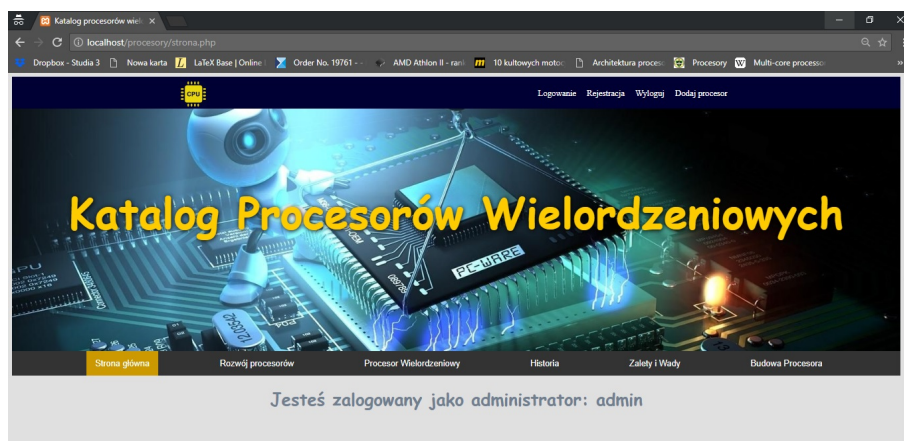 Katalog procesorów wiel
localhost/procesory/strona.php
Dropbox - Studia 3 Nowa karta LaTeX Base | Online Order No. 19761 - AMD Athlon II - rank 10 kultowych motoc Architektura proceso Procesory W Multi-core processo
CPU Logowanie Rejestracja Wyloguj Dodaj procesor
Katalog Procesorów Wielordzeniowych
PC-WARE
Strona główna Rozwój procesorów Procesor Wielordzeniowy Historia Zalety i Wady Budowa Procesora
Jesteś zalogowany jako administrator: admin